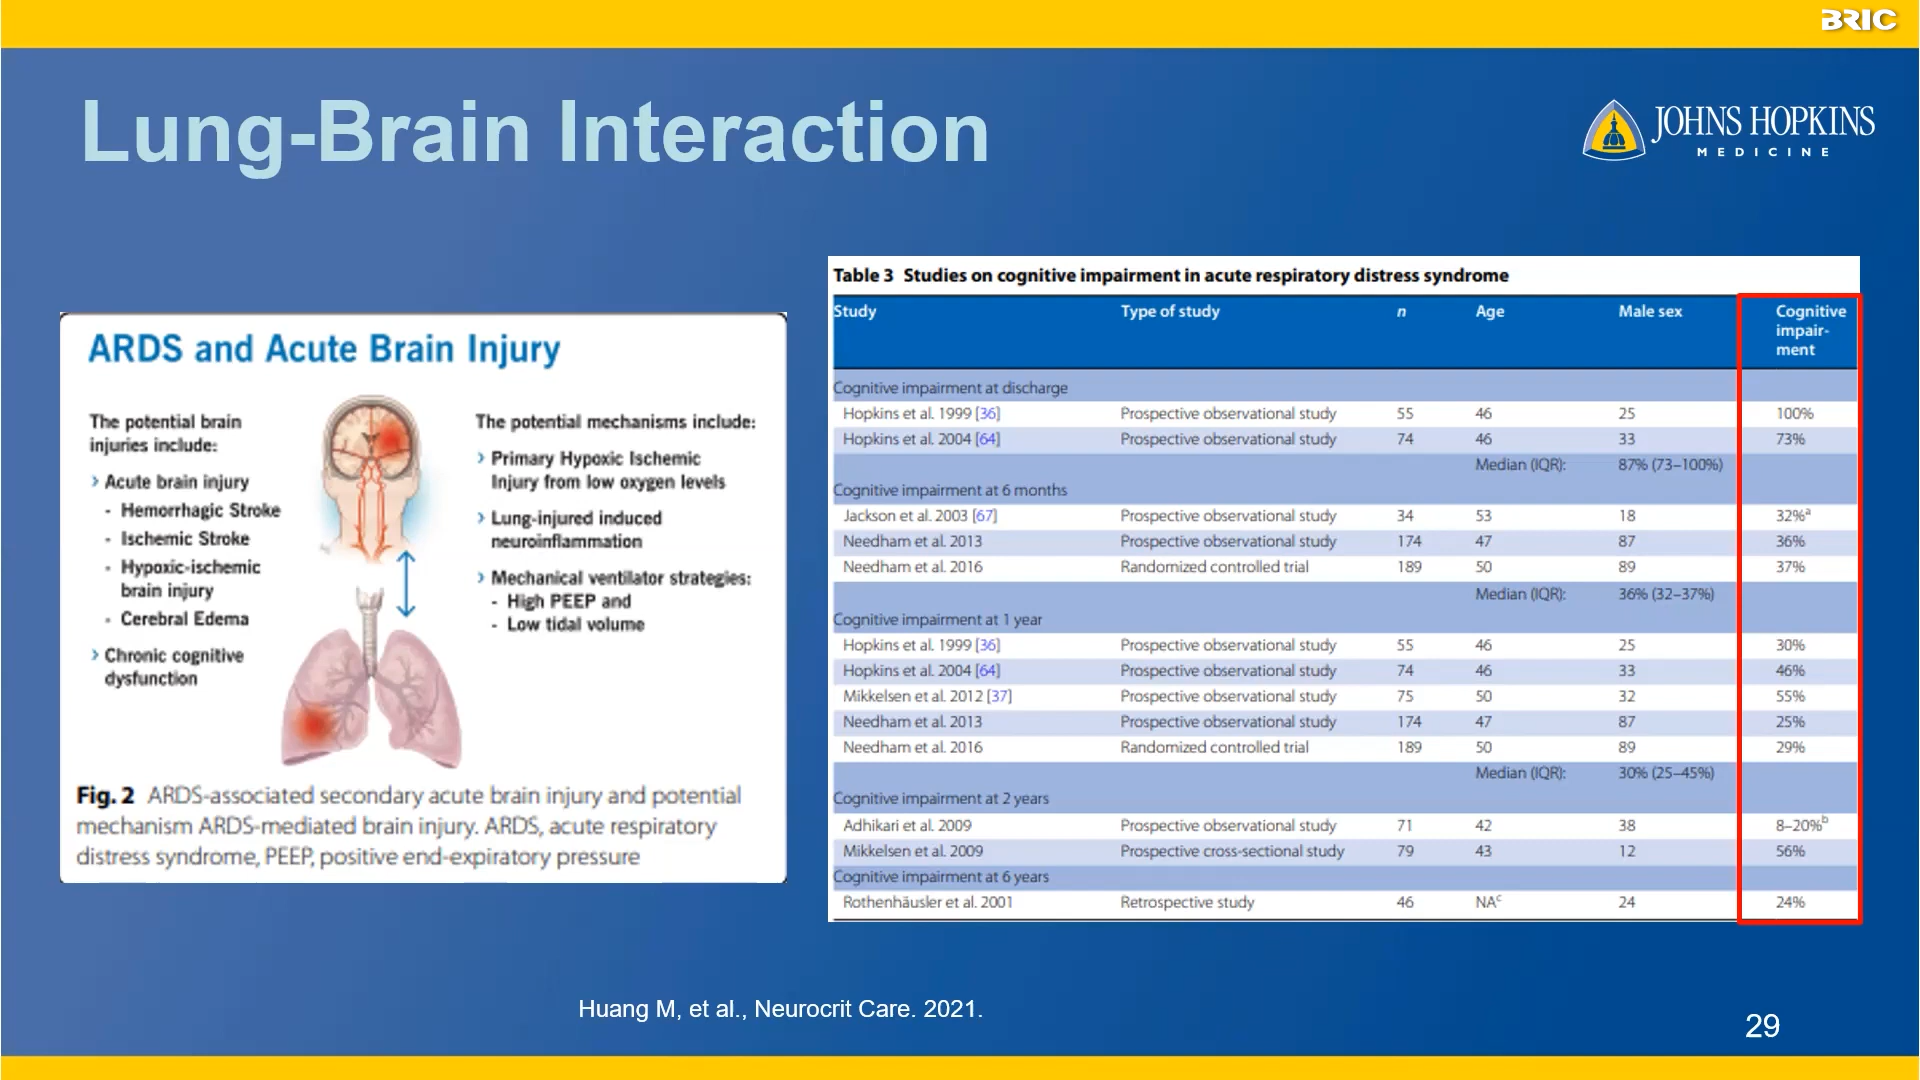 BRIC
Lung-Brain Interaction
JOHNS HOPKINS
MEDICINE
ARDS and Acute Brain Injury
The potential brain
injuries include:
› Acute brain injury
- Hemorrhagic Stroke
- Ischemic Stroke
- Hypoxic-ischemic
brain injury
- Cerebral Edema
› Chronic cognitive
dysfunction
The potential mechanisms include:
› Primary Hypoxic Ischemic
Injury from low oxygen levels
› Lung-injured induced
neuroinflammation
› Mechanical ventilator strategies:
- High PEEP and
- Low tidal volume
Fig. 2 ARDS-associated secondary acute brain injury and potential
mechanism ARDS-mediated brain injury. ARDS, acute respiratory
distress syndrome, PEEP, positive end-expiratory pressure
Table 3 Studies on cognitive impairment in acute respiratory distress syndrome
Study Type of study n Age Male sex Cognitive
impair-
ment
Cognitive impairment at discharge
Hopkins et al. 1999 [36] Prospective observational study 55 46 25 100%
Hopkins et al. 2004 [64] Prospective observational study 74 46 33 73%
Median (IQR): 87% (73–100%)
Cognitive impairment at 6 months
Jackson et al. 2003 [67] Prospective observational study 34 53 18 32%a
Needham et al. 2013 Prospective observational study 174 47 87 36%
Needham et al. 2016 Randomized controlled trial 189 50 89 37%
Median (IQR): 36% (32–37%)
Cognitive impairment at 1 year
Hopkins et al. 1999 [36] Prospective observational study 55 46 25 30%
Hopkins et al. 2004 [64] Prospective observational study 74 46 33 46%
Mikkelsen et al. 2012 [37] Prospective observational study 75 50 32 55%
Needham et al. 2013 Prospective observational study 174 47 87 25%
Needham et al. 2016 Randomized controlled trial 189 50 89 29%
Median (IQR): 30% (25–45%)
Cognitive impairment at 2 years
Adhikari et al. 2009 Prospective observational study 71 42 38 8–20%b
Mikkelsen et al. 2009 Prospective cross-sectional study 79 43 12 56%
Cognitive impairment at 6 years
Rothenhäusler et al. 2001 Retrospective study 46 NAc 24 24%
Huang M, et al., Neurocrit Care. 2021.
29